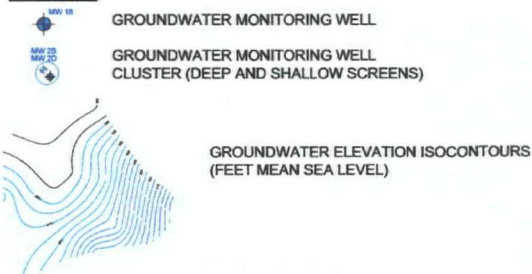 MW 18
GROUNDWATER MONITORING WELL
MW 2S
MW 2D
GROUNDWATER MONITORING WELL
CLUSTER (DEEP AND SHALLOW SCREENS)
GROUNDWATER ELEVATION ISOCONTOURS
(FEET MEAN SEA LEVEL)